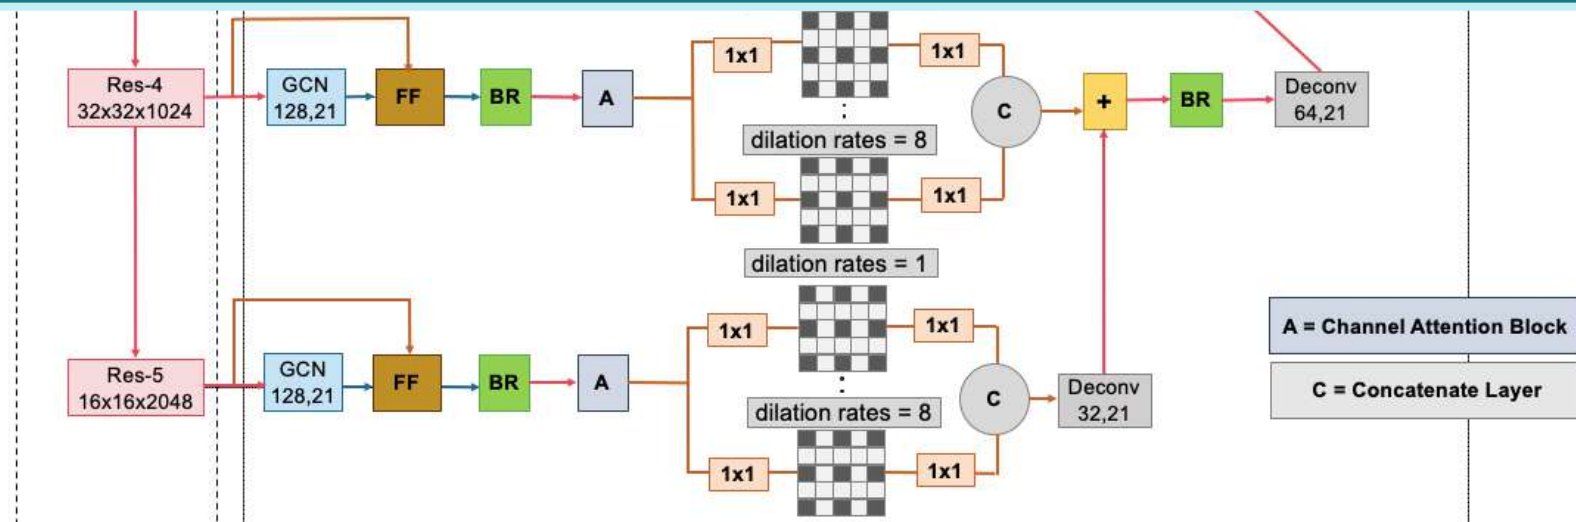 Res-4
32x32x1024
GCN
128,21
FF
BR
A
1x1
1x1
dilation rates = 8
1x1
1x1
C
+
BR
Deconv
64,21
dilation rates = 1
Res-5
16x16x2048
GCN
128,21
FF
BR
A
1x1
1x1
dilation rates = 8
1x1
1x1
C
Deconv
32,21
A = Channel Attention Block
C = Concatenate Layer